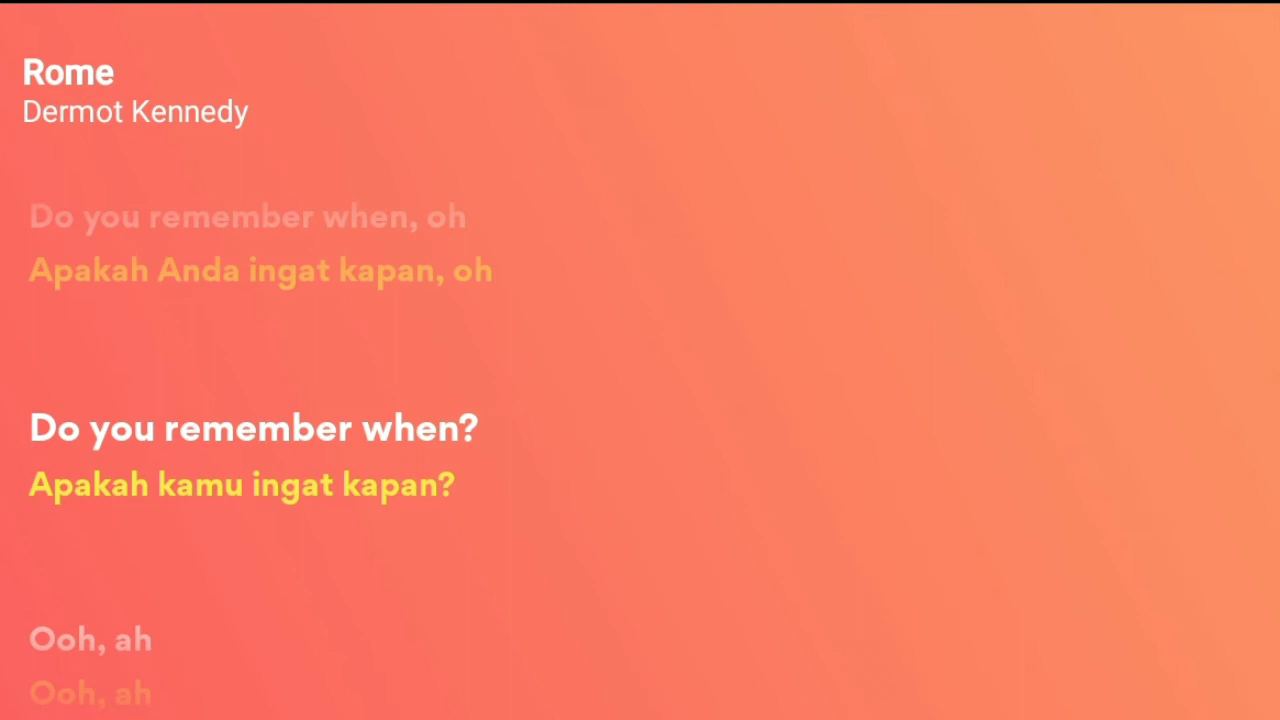 Rome
Dermot Kennedy
Do you remember when, oh
Apakah Anda ingat kapan, oh
Do you remember when?
Apakah kamu ingat kapan?
Ooh, ah
Ooh, ah